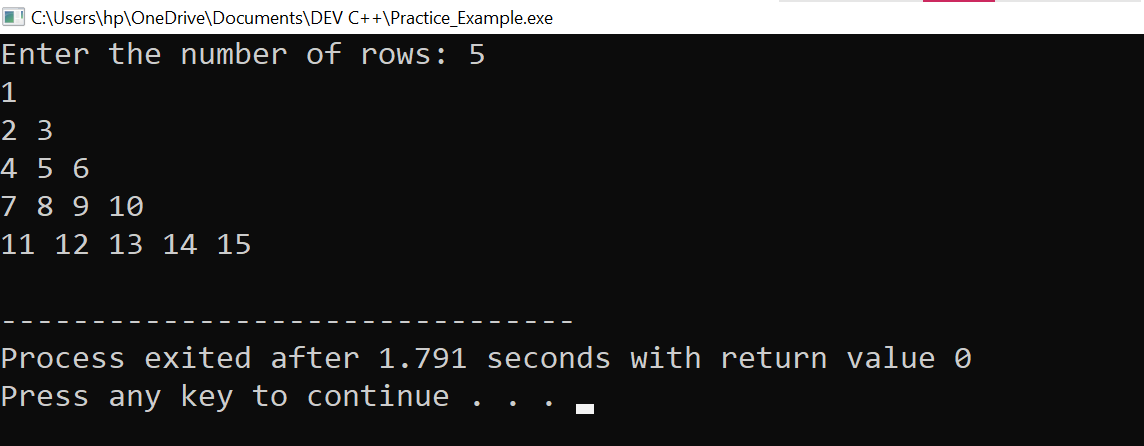 C:\Users\hp\OneDrive\Documents\DEV C++\Practice_Example.exe
Enter the number of rows: 5
1
2 3
4 5 6
7 8 9 10
11 12 13 14 15
--------------------------------
Process exited after 1.791 seconds with return value 0
Press any key to continue . . .